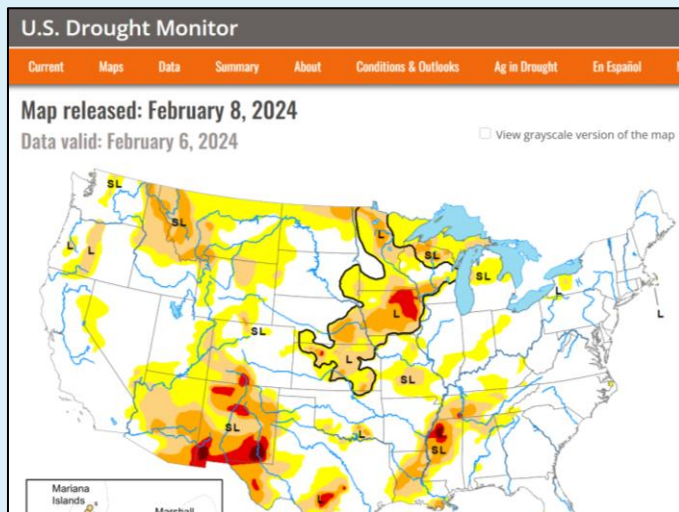 U.S. Drought Monitor
Current Maps Data Summary About Conditions & Outlooks Ag in Drought En Español
Map released: February 8, 2024
Data valid: February 6, 2024
View grayscale version of the map
SL
SL
L
L
L
SL
SL
L
L
L
SL
L
SL
SL
L
L
SL
L
Mariana
Islands
Marshall